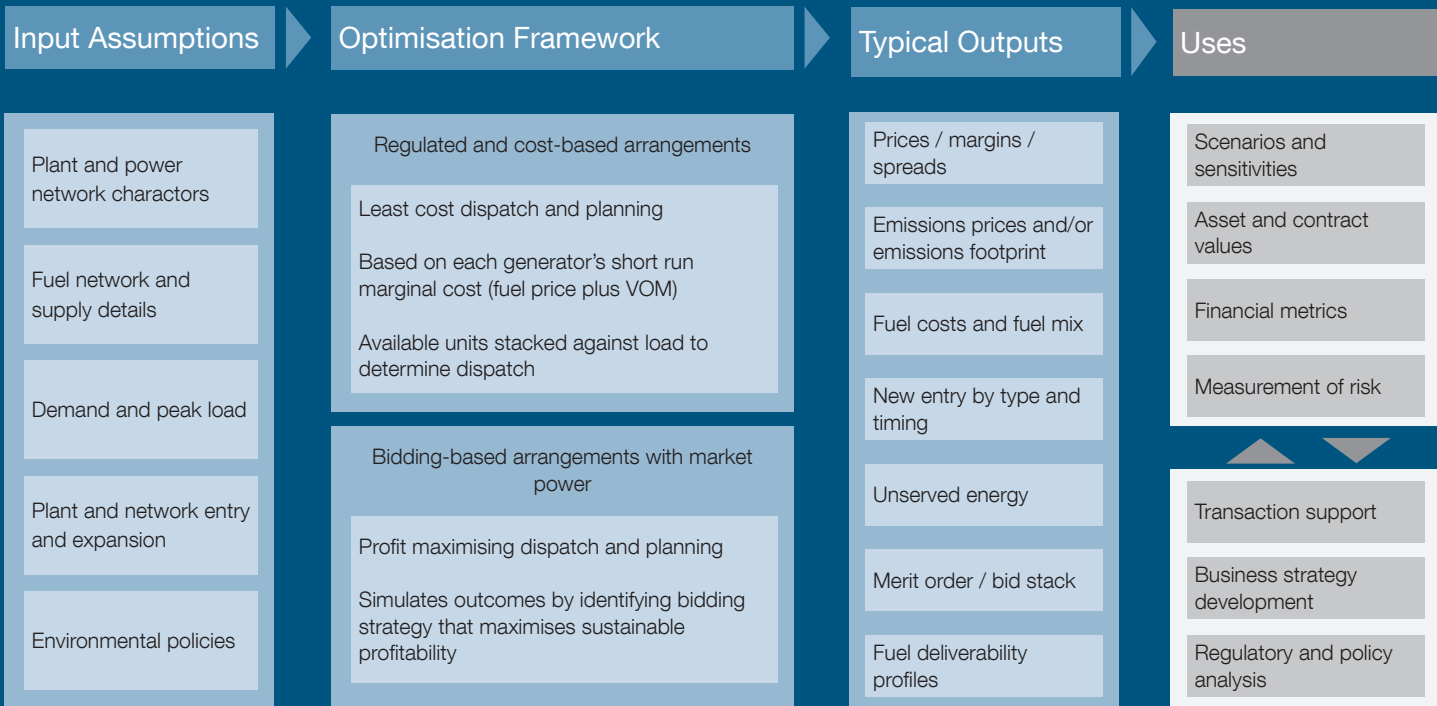 Input Assumptions
Optimisation Framework
Typical Outputs
Uses
Plant and power
network charactors
Fuel network and
supply details
Demand and peak load
Plant and network entry
and expansion
Environmental policies
Regulated and cost-based arrangements
Least cost dispatch and planning
Based on each generator’s short run
marginal cost (fuel price plus VOM)
Available units stacked against load to
determine dispatch
Bidding-based arrangements with market
power
Profit maximising dispatch and planning
Simulates outcomes by identifying bidding
strategy that maximises sustainable
profitability
Prices / margins /
spreads
Emissions prices and/or
emissions footprint
Fuel costs and fuel mix
New entry by type and
timing
Unserved energy
Merit order / bid stack
Fuel deliverability
profiles
Scenarios and
sensitivities
Asset and contract
values
Financial metrics
Measurement of risk
Transaction support
Business strategy
development
Regulatory and policy
analysis